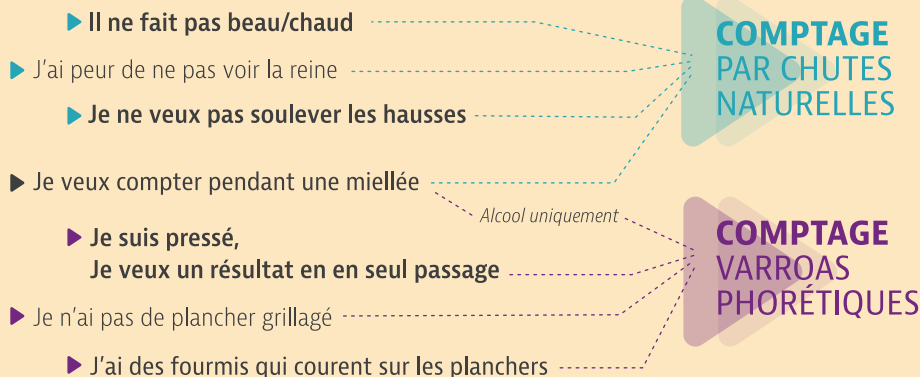 Il ne fait pas beau/chaud
J'ai peur de ne pas voir la reine
Je ne veux pas soulever les hausses
Je veux compter pendant une miellée
Alcool uniquement
Je suis pressé,
Je veux un résultat en en seul passage
Je n'ai pas de plancher grillagé
J'ai des fourmis qui courent sur les planchers
COMPTAGE
PAR CHUTES
NATURELLES
COMPTAGE
VARROAS
PHORÉTIQUES